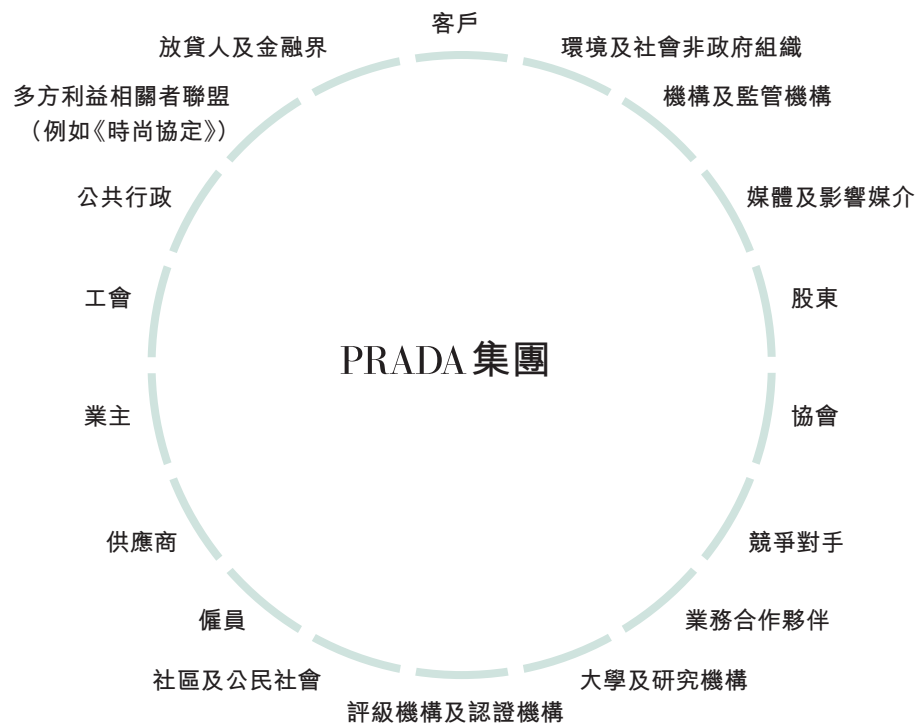 客戶
放貸人及金融界
環境及社會非政府組織
多方利益相關者聯盟
（例如《時尚協定》）
機構及監管機構
公共行政
媒體及影響媒介
工會
股東
PRADA 集團
業主
協會
供應商
競爭對手
僱員
業務合作夥伴
社區及公民社會
大學及研究機構
評級機構及認證機構